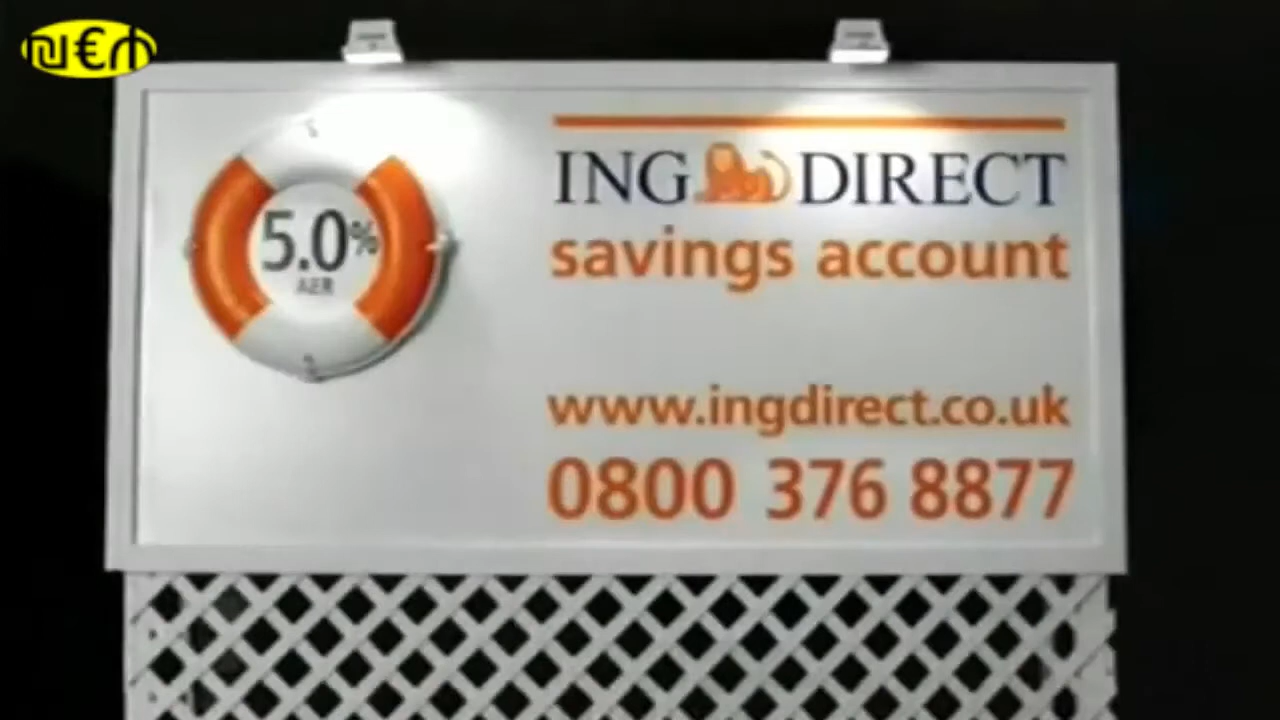 ₪€₥
5.0%
AER
ING DIRECT
savings account
www.ingdirect.co.uk
0800 376 8877